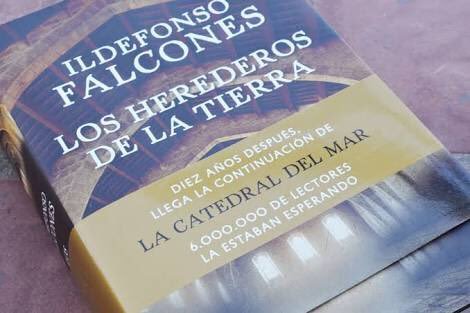 ILDEFONSO
FALCONES
LOS HEREDEROS
DE LA TIERRA
DIEZ AÑOS DESPUÉS,
LLEGA LA CONTINUACIÓN DE
LA CATEDRAL DEL MAR
6.000.000 DE LECTORES
LA ESTABAN ESPERANDO